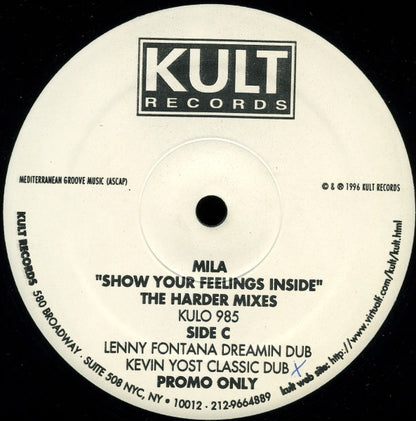 KULT
RECORDS
MEDITERRANEAN GROOVE MUSIC (ASCAP)
© & ℗ 1996 KULT RECORDS
MILA
"SHOW YOUR FEELINGS INSIDE"
THE HARDER MIXES
KULO 985
SIDE C
LENNY FONTANA DREAMIN DUB
KEVIN YOST CLASSIC DUB
PROMO ONLY
KULT RECORDS 580 BROADWAY · SUITE 508 NYC, NY • 10012 - 212-9664889
kult web site: http://www.virtualf.com/kult/kult.html